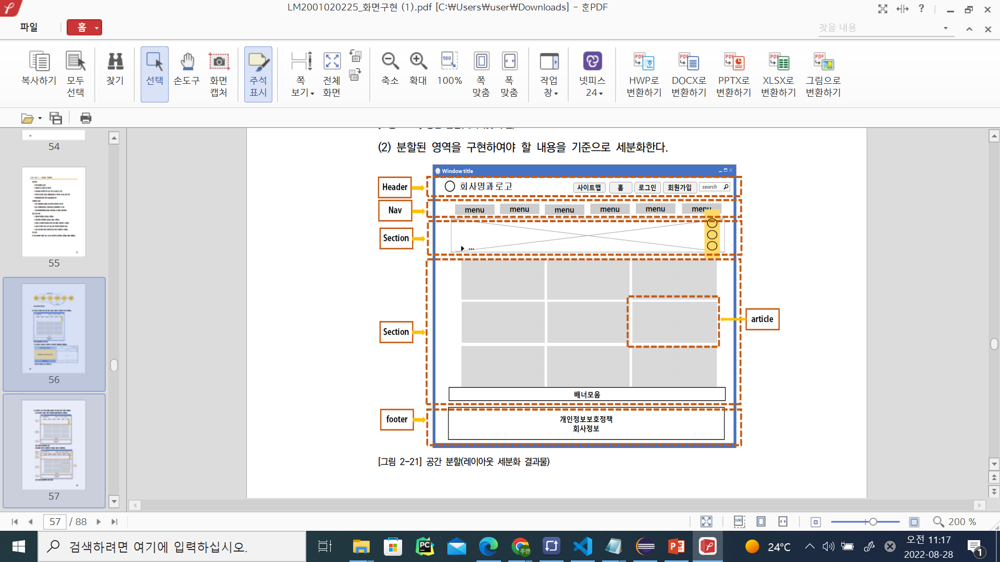 LM2001020225_화면구현 (1).pdf [C:₩Users₩user₩Downloads] - 한PDF
파일
홈
찾을 내용
복사하기
모두 선택
찾기
선택
손도구
화면 캡처
주석 표시
쪽 보기
전체 화면
축소
확대
100%
쪽 맞춤
폭 맞춤
작업 창
넷피스 24
HWP로 변환하기
DOCX로 변환하기
PPTX로 변환하기
XLSX로 변환하기
그림으로 변환하기
54
55
56
57
(2) 분할된 영역을 구현하여야 할 내용을 기준으로 세분화한다.
Window title
Header
회사명과로고
사이트맵
홈
로그인
회원가입
search
Nav
menu
menu
menu
menu
menu
menu
Section
...
Section
article
배너모음
footer
개인정보보호정책
회사정보
[그림 2-21] 공간 분할(레이아웃 세분화 결과물)
57 / 88
200 %
검색하려면 여기에 입력하십시오.
24°C
오전 11:17
2022-08-28
1